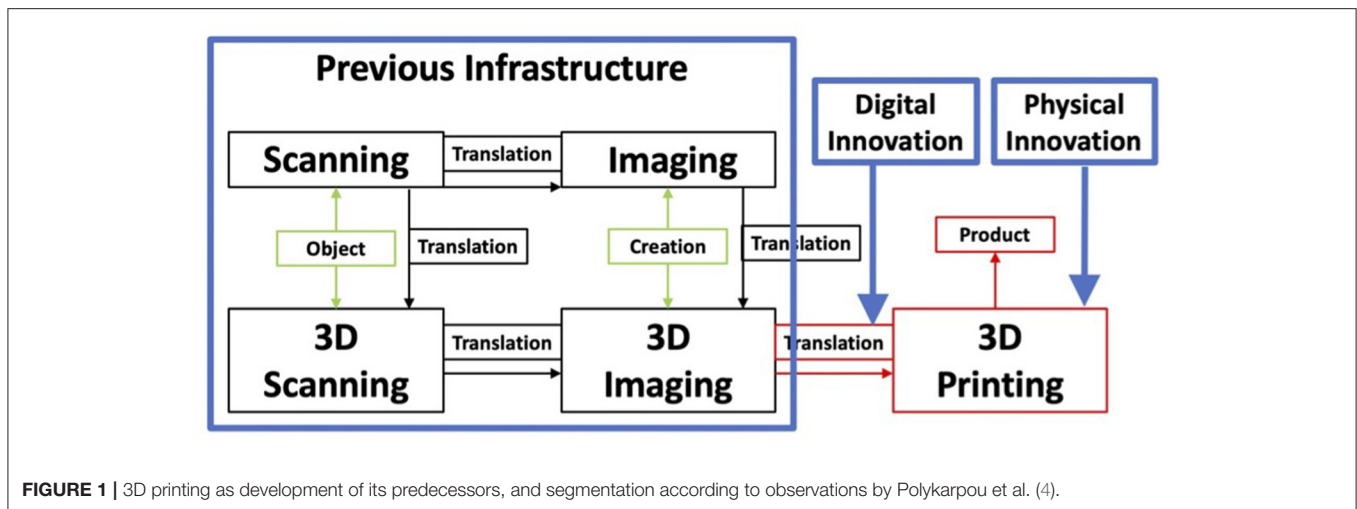 Previous Infrastructure
Digital
Innovation
Physical
Innovation
Scanning
Translation
Imaging
Object
Translation
Creation
Translation
Product
3D
Scanning
Translation
3D
Imaging
Translation
3D
Printing
FIGURE 1 | 3D printing as development of its predecessors, and segmentation according to observations by Polykarpou et al. (4).